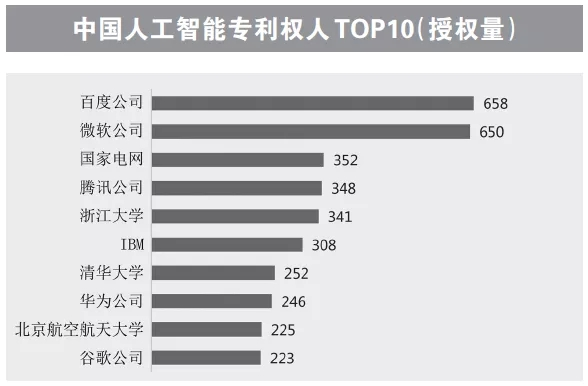 中国人工智能专利权人TOP10(授权量)
百度公司 658
微软公司 650
国家电网 352
腾讯公司 348
浙江大学 341
IBM 308
清华大学 252
华为公司 246
北京航空航天大学 225
谷歌公司 223